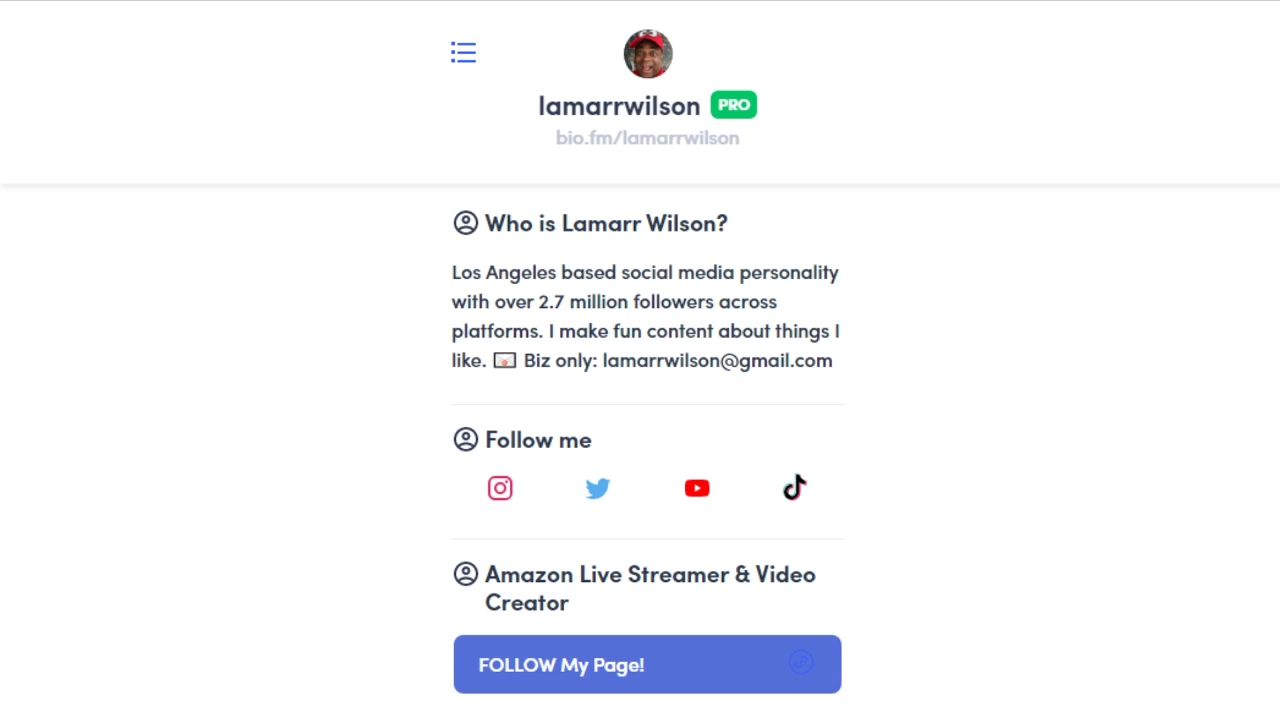 lamarrwilson PRO
bio.fm/lamarrwilson
Who is Lamarr Wilson?
Los Angeles based social media personality
with over 2.7 million followers across
platforms. I make fun content about things I
like. 💌 Biz only: lamarrwilson@gmail.com
Follow me
Amazon Live Streamer & Video
Creator
FOLLOW My Page!